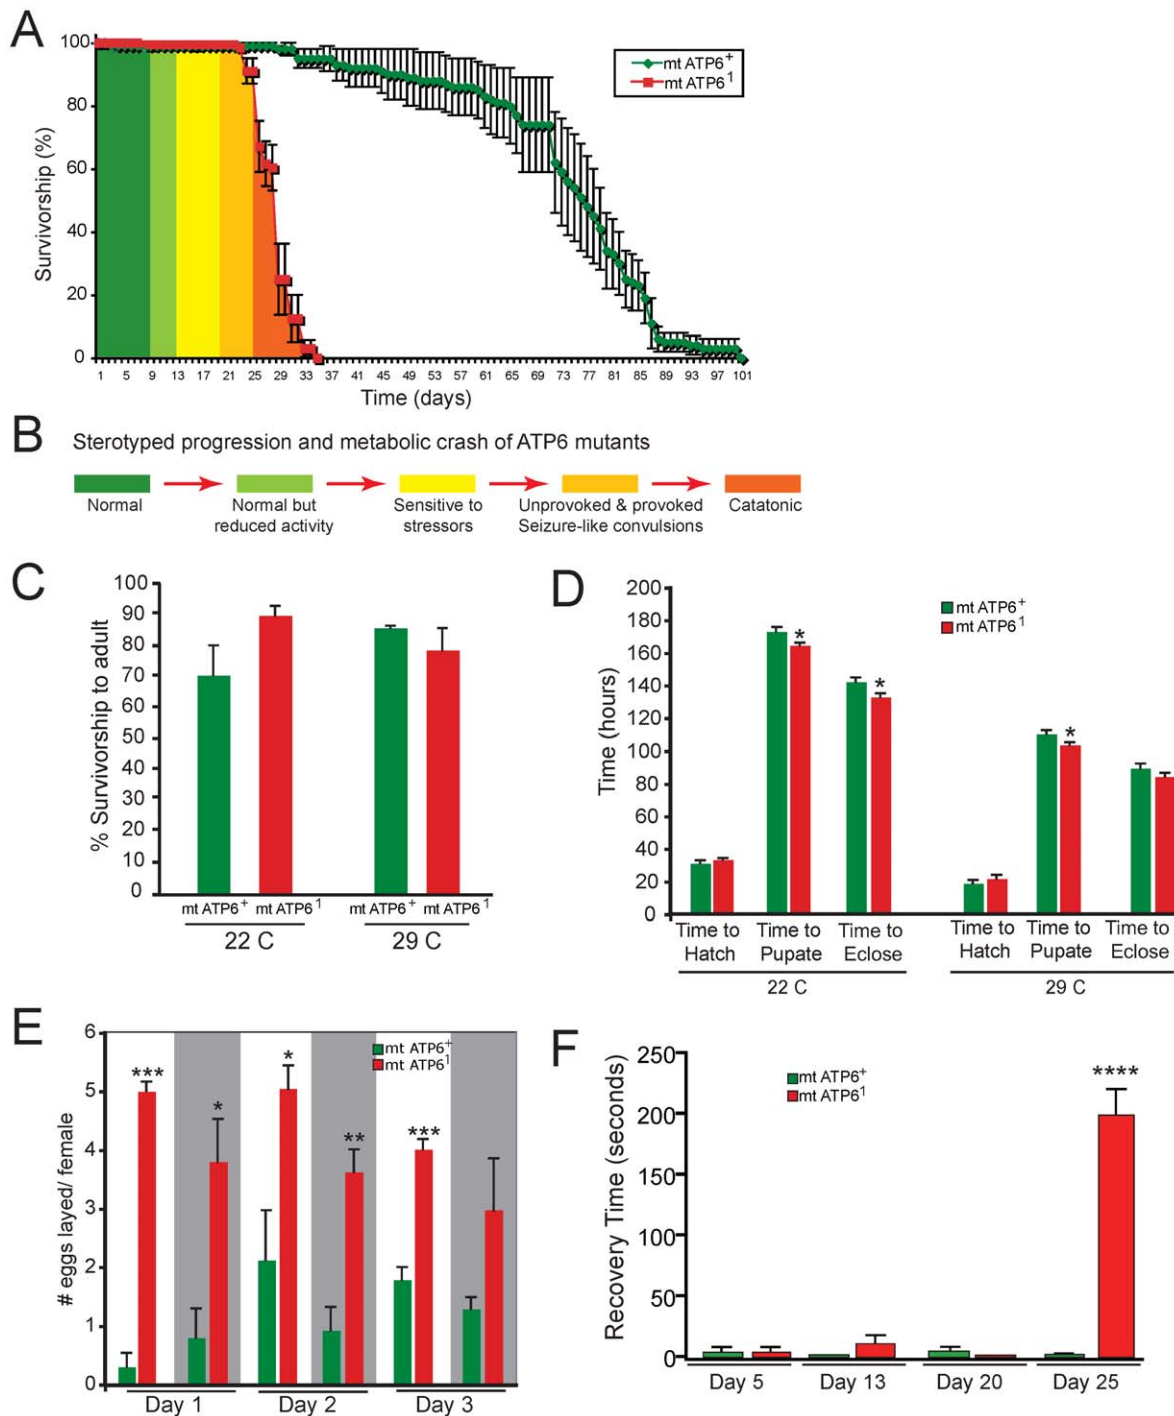 A
Survivorship (%)
100
80
60
40
20
0
mt ATP6+
mt ATP6¹
1 5 9 13 17 21 25 29 33 37 41 45 49 53 57 61 65 69 73 77 81 85 89 93 97 101
Time (days)
B
Sterotyped progression and metabolic crash of ATP6 mutants
Normal
Normal but
reduced activity
Sensitive to
stressors
Unprovoked & provoked
Seizure-like convulsions
Catatonic
C
% Survivorship to adult
100
90
80
70
60
50
40
30
20
10
0
mt ATP6+ mt ATP6¹ mt ATP6+ mt ATP6¹
22 C 29 C
D
Time (hours)
200
180
160
140
120
100
80
60
40
20
0
mt ATP6+
mt ATP6¹
* * *
Time to
Hatch
Time to
Pupate
Time to
Eclose
Time to
Hatch
Time to
Pupate
Time to
Eclose
22 C 29 C
E
# eggs layed/ female
6
5
4
3
2
1
0
mt ATP6+
mt ATP6¹
*** * * ** ***
Day 1 Day 2 Day 3
F
Recovery Time (seconds)
250
200
150
100
50
0
mt ATP6+
mt ATP6¹
****
Day 5 Day 13 Day 20 Day 25